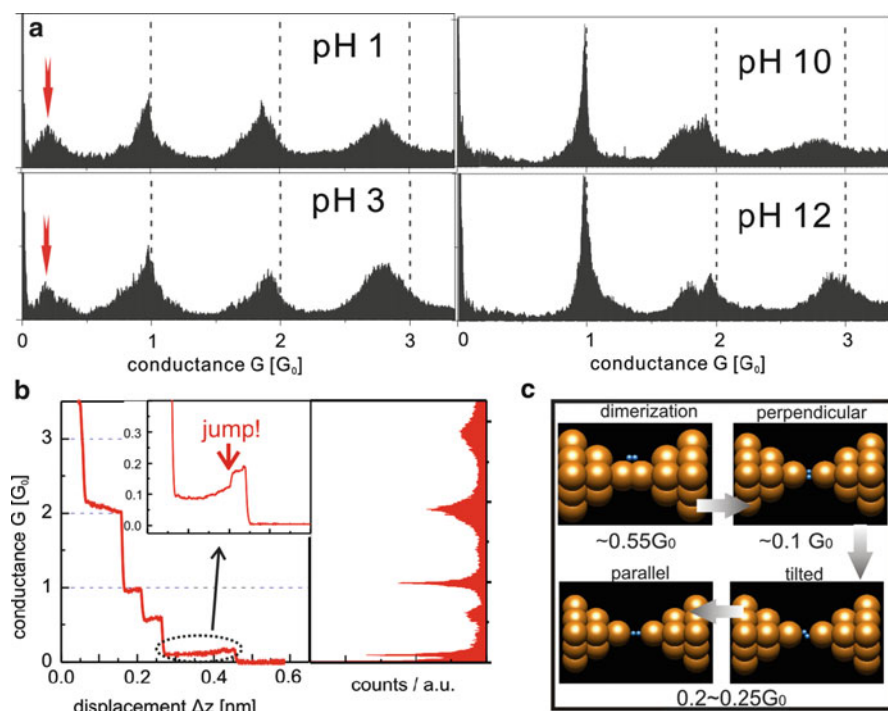 a
pH 1
pH 10
pH 3
pH 12
1 2 3
1 2 3
conductance G [G₀]
conductance G [G₀]
b
conductance G [G₀]
3
2
1
0
0.4
0.3
0.2
0.1
0.0
jump!
0.0 0.2 0.4 0.6
displacement Δz [nm]
counts / a.u.
c
dimerization
perpendicular
~0.55G₀
~0.1 G₀
parallel
tilted
0.2~0.25G₀